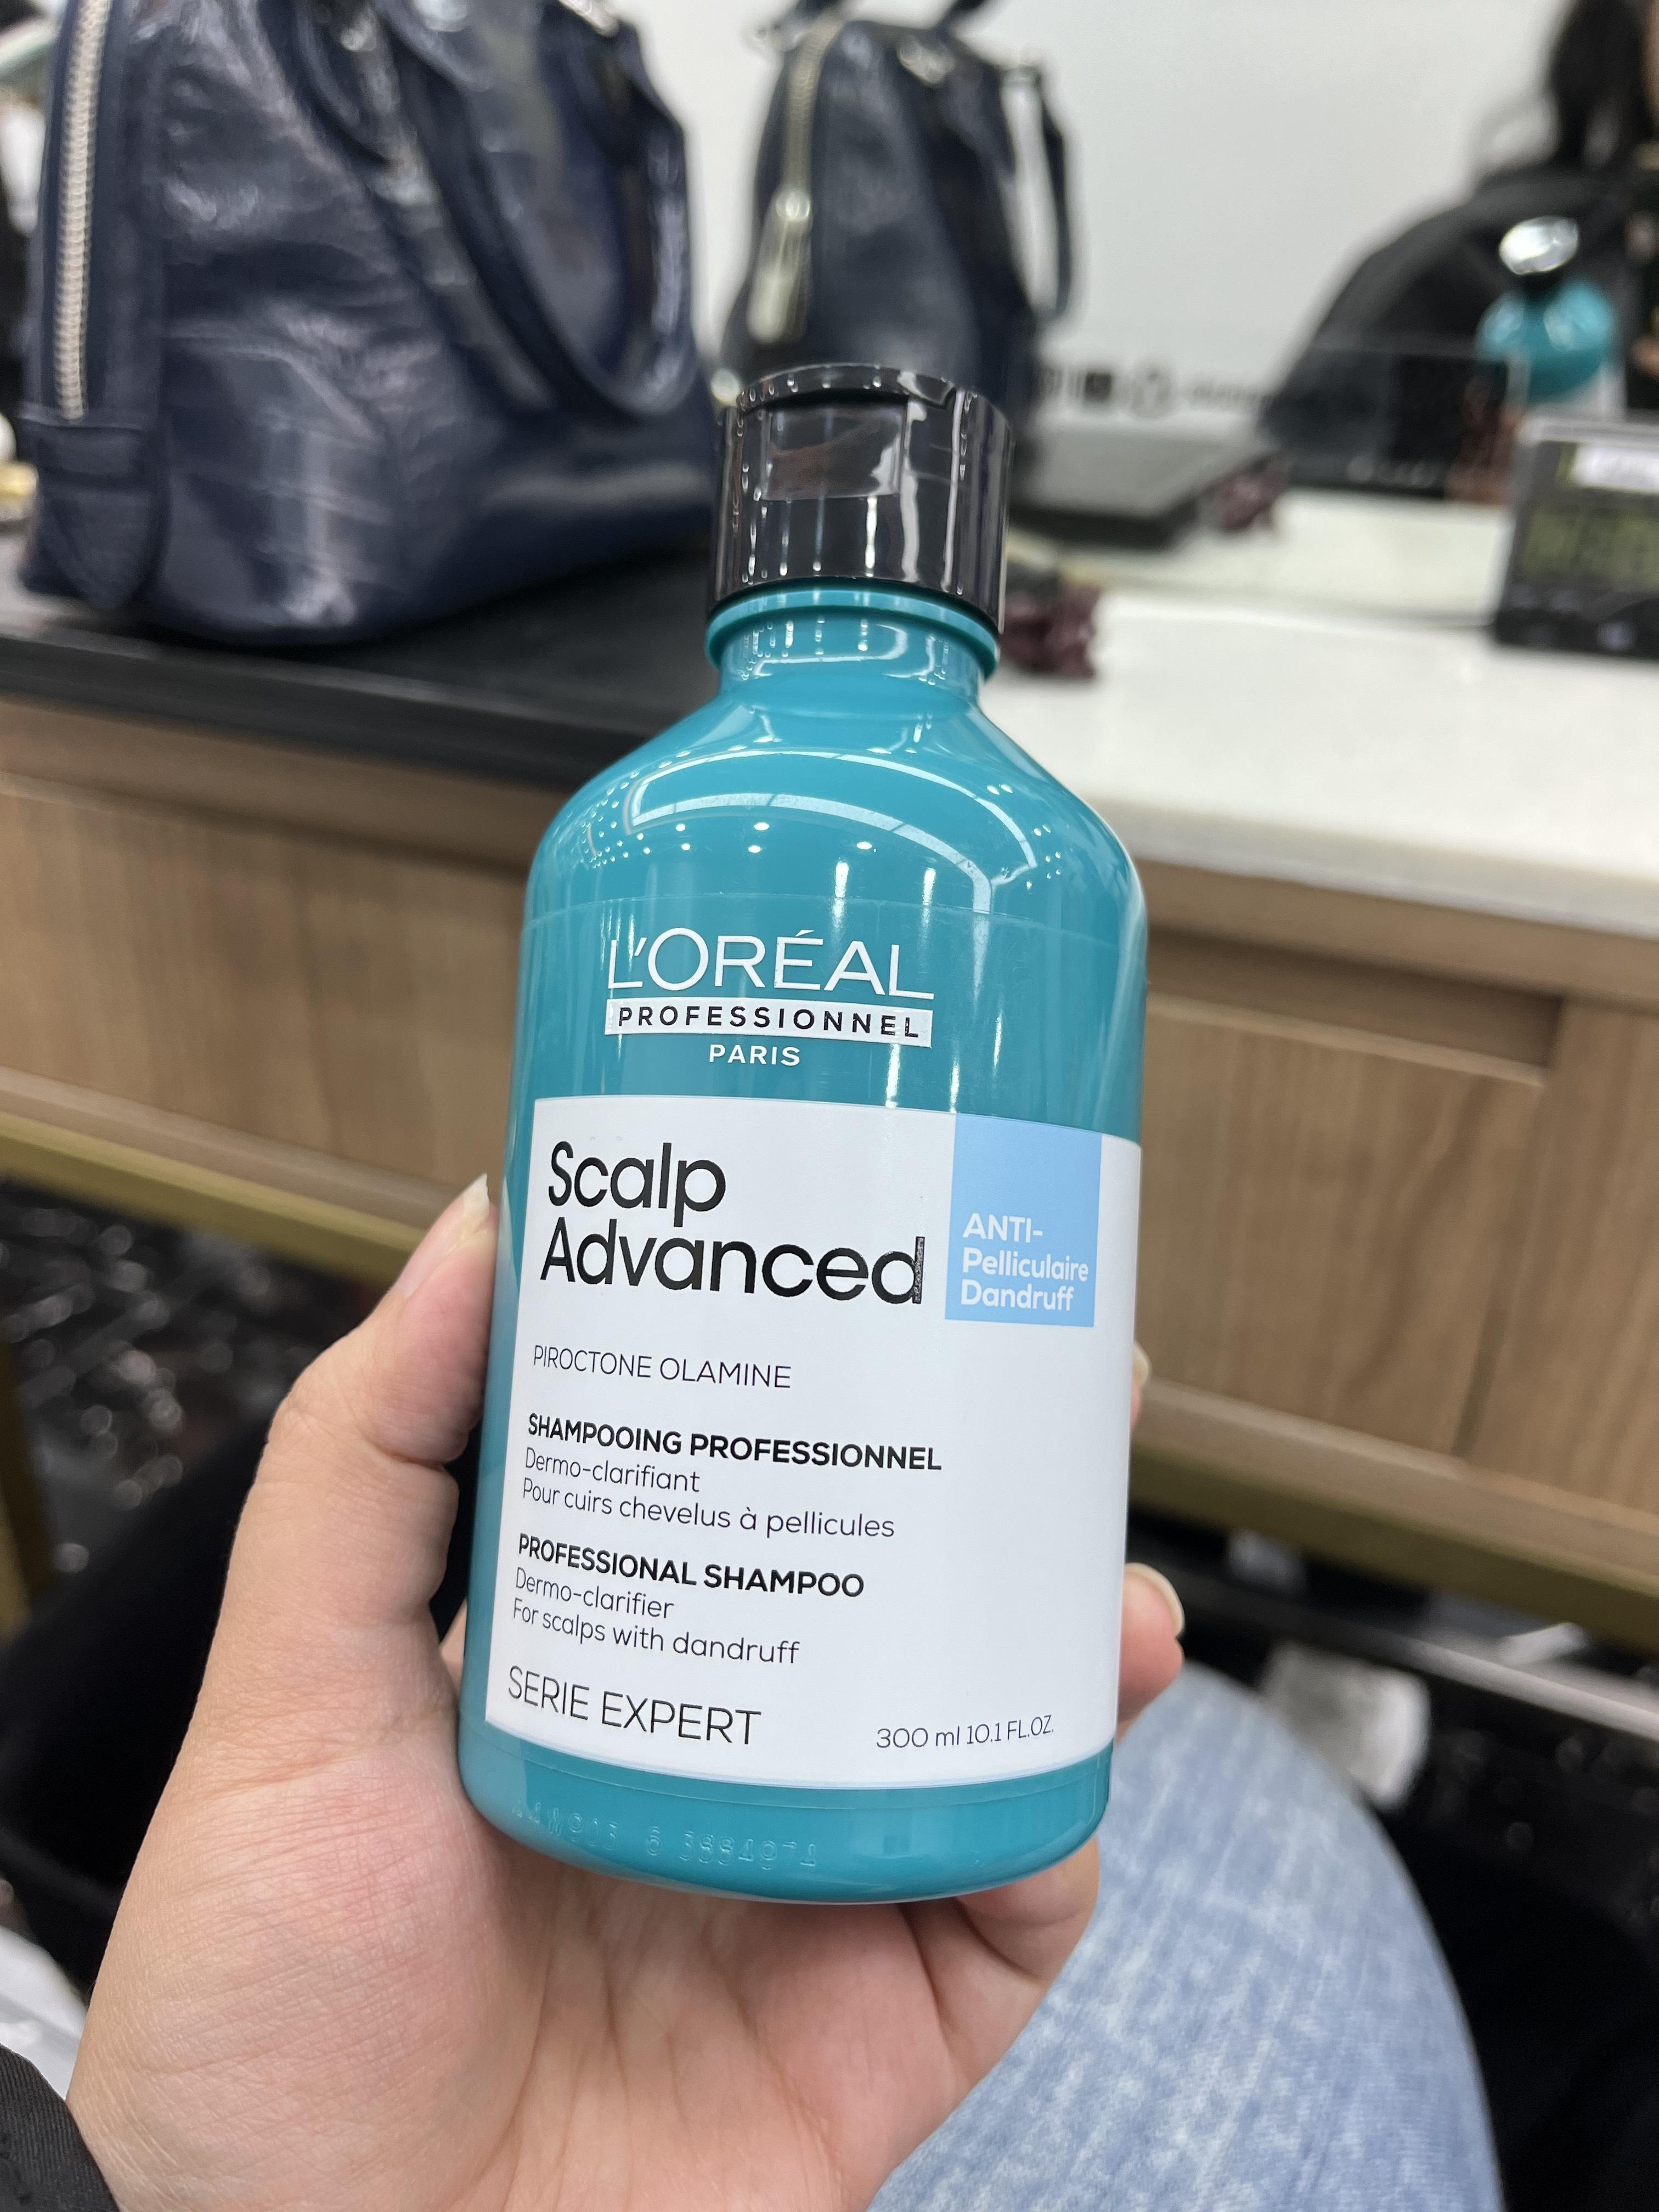 L'ORÉAL
PROFESSIONNEL
PARIS
Scalp
Advanced
ANTI-
Pelliculaire
Dandruff
PIROCTONE OLAMINE
SHAMPOOING PROFESSIONNEL
Dermo-clarifiant
Pour cuirs chevelus à pellicules
PROFESSIONAL SHAMPOO
Dermo-clarifier
For scalps with dandruff
SERIE EXPERT
300 ml 10.1 FL.OZ.